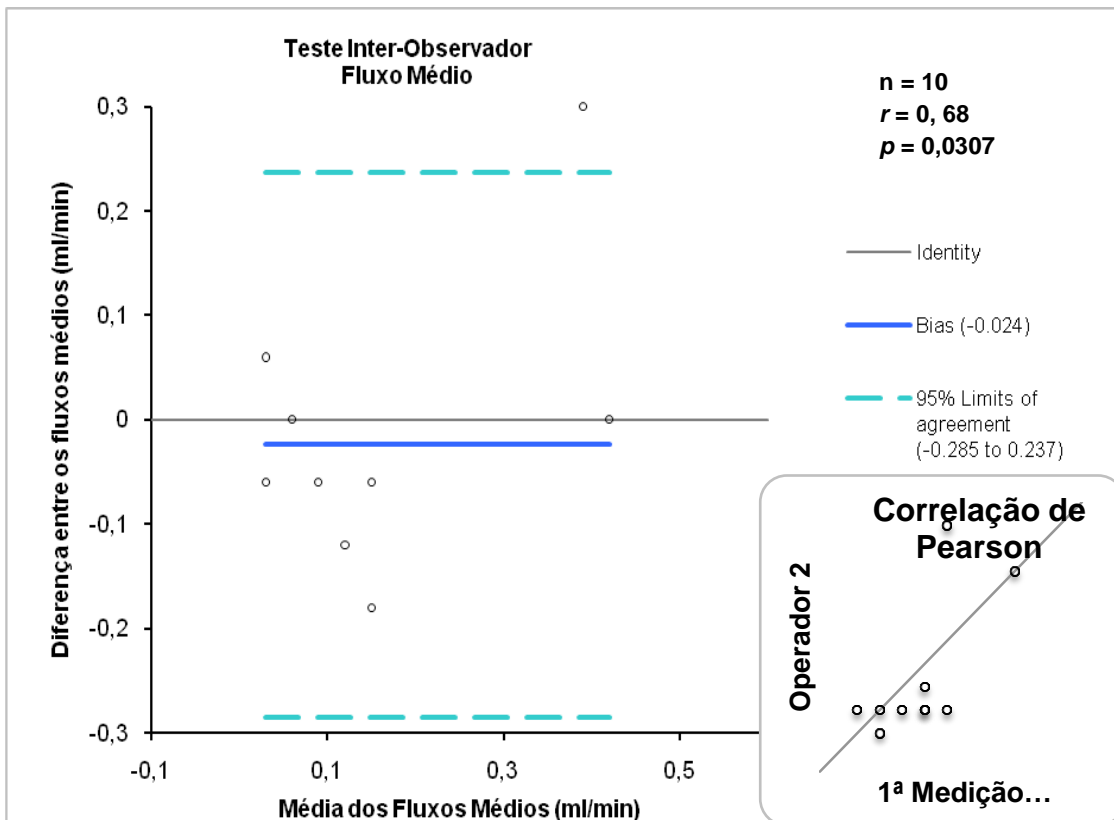 Teste Inter-Observador
Fluxo Médio
n = 10
r = 0, 68
p = 0,0307
Diferença entre os fluxos médios (ml/min)
0,3
0,2
0,1
0
-0,1
-0,2
-0,3
-0,1
0,1
0,3
0,5
Média dos Fluxos Médios (ml/min)
Identity
Bias (-0.024)
95% Limits of
agreement
(-0.285 to 0.237)
Correlação de
Pearson
Operador 2
1ª Medição…